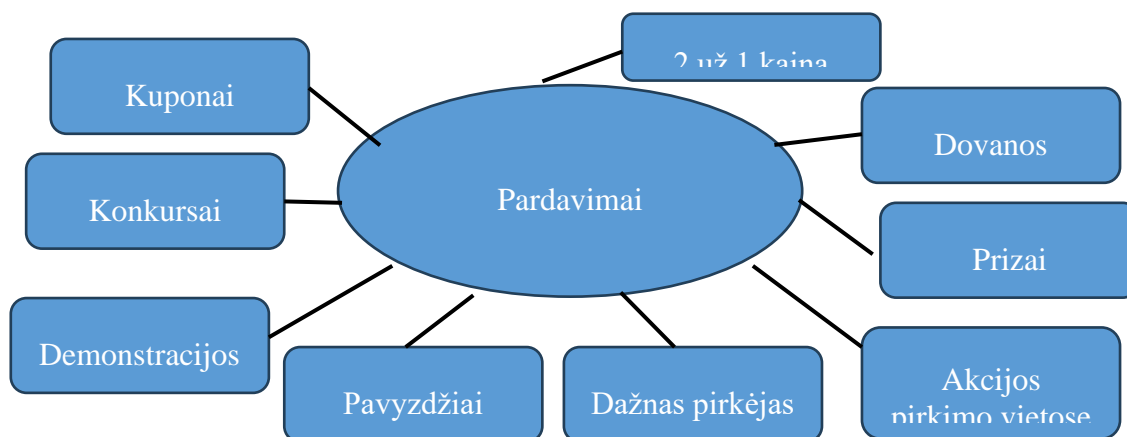 2 už 1 kaina
Kuponai
Dovanos
Konkursai
Pardavimai
Prizai
Demonstracijos
Pavyzdžiai
Dažnas pirkėjas
Akcijos
pirkimo vietose